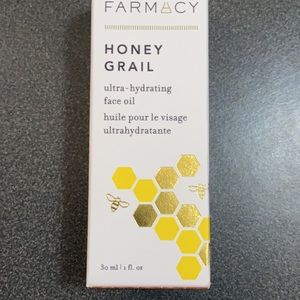 FARMACY
HONEY
GRAIL
ultra-hydrating
face oil
huile pour le visage
ultrahydratante
30 ml | 1 fl. oz